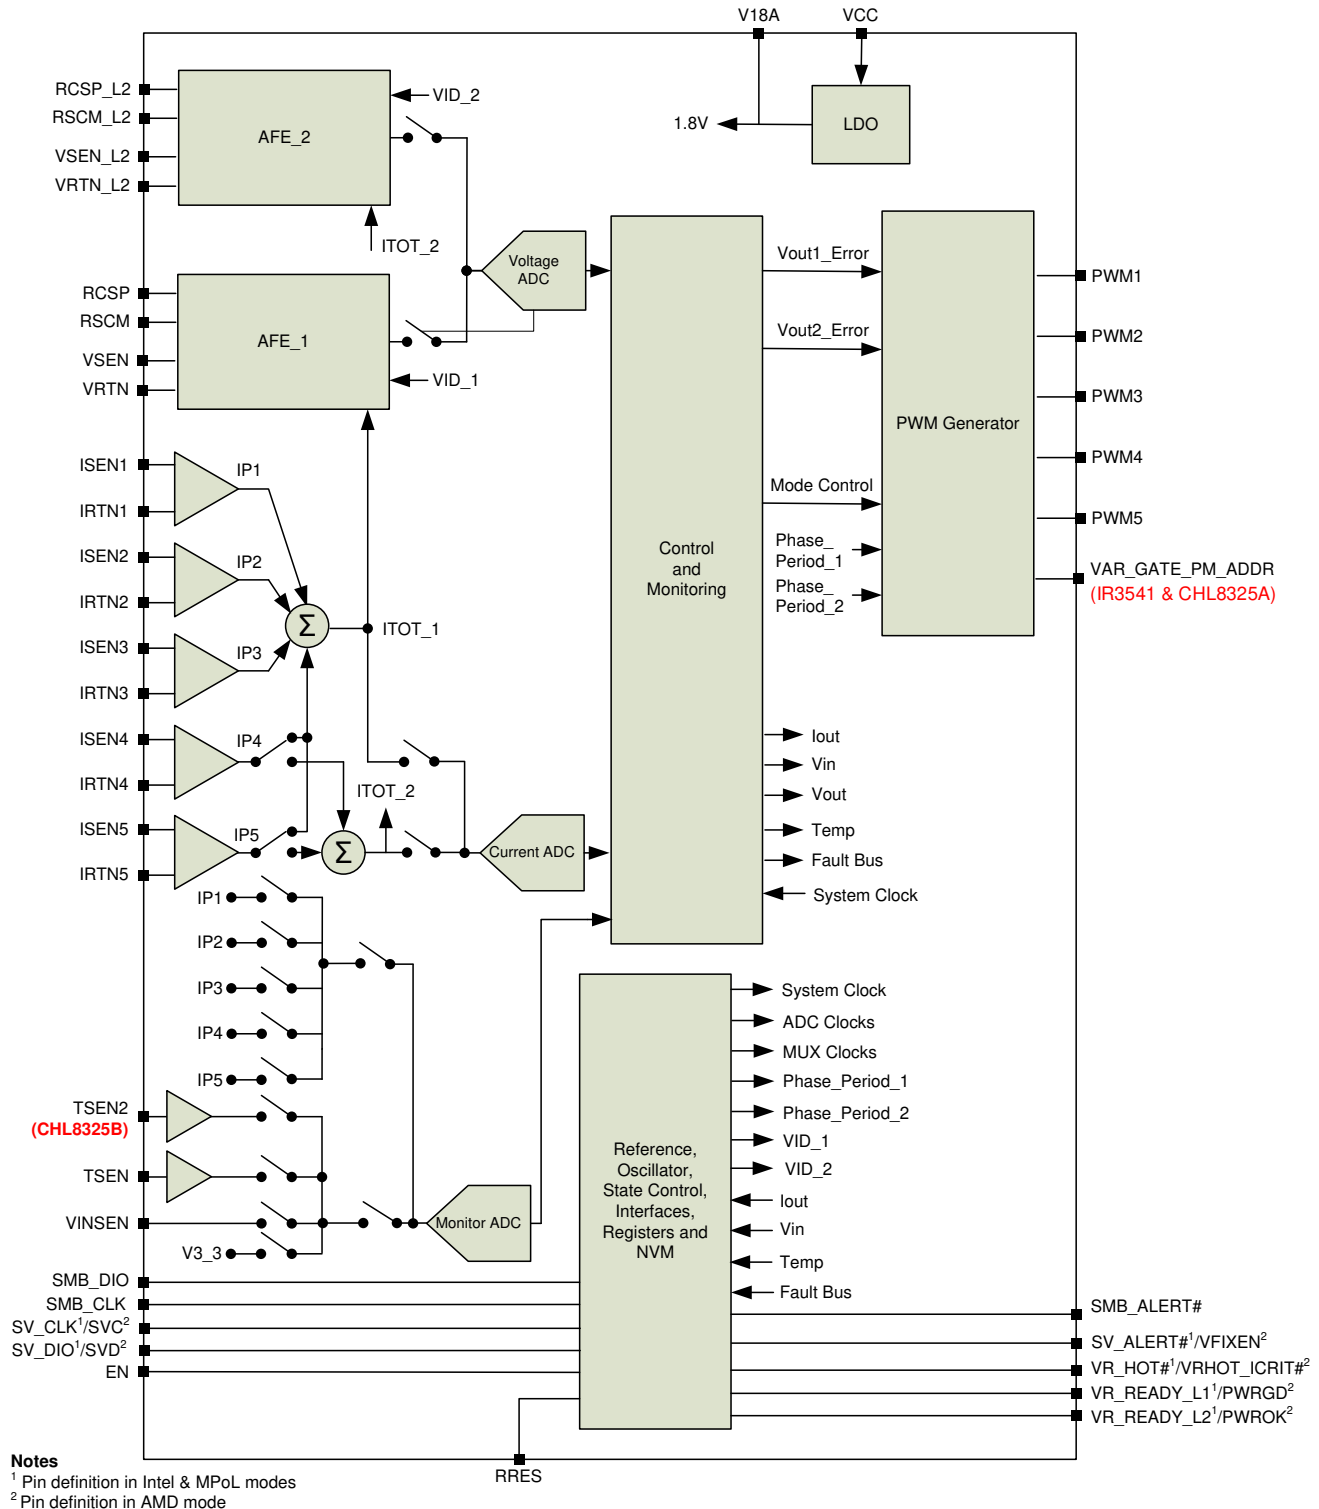 V18A
VCC
RCSP_L2
RSCM_L2
VSEN_L2
VRTN_L2
AFE_2
VID_2
ITOT_2
1.8V
LDO
RCSP
RSCM
VSEN
VRTN
AFE_1
VID_1
Voltage
ADC
Control
and
Monitoring
Vout1_Error
Vout2_Error
Mode Control
Phase_
Period_1
Phase_
Period_2
PWM Generator
PWM1
PWM2
PWM3
PWM4
PWM5
VAR_GATE_PM_ADDR
(IR3541 & CHL8325A)
ISEN1
IRTN1
IP1
ISEN2
IRTN2
IP2
ISEN3
IRTN3
IP3
Σ
ITOT_1
ISEN4
IRTN4
IP4
ISEN5
IRTN5
IP5
Σ
ITOT_2
Current ADC
Iout
Vin
Vout
Temp
Fault Bus
System Clock
IP1
IP2
IP3
IP4
IP5
TSEN2
(CHL8325B)
TSEN
VINSEN
V3_3
Monitor ADC
Reference,
Oscillator,
State Control,
Interfaces,
Registers and
NVM
System Clock
ADC Clocks
MUX Clocks
Phase_Period_1
Phase_Period_2
VID_1
VID_2
Iout
Vin
Temp
Fault Bus
SMB_DIO
SMB_CLK
SV_CLK¹/SVC²
SV_DIO¹/SVD²
EN
SMB_ALERT#
SV_ALERT#¹/VFIXEN²
VR_HOT#¹/VRHOT_ICRIT#²
VR_READY_L1¹/PWRGD²
VR_READY_L2¹/PWROK²
RRES
Notes
¹ Pin definition in Intel & MPoL modes
² Pin definition in AMD mode